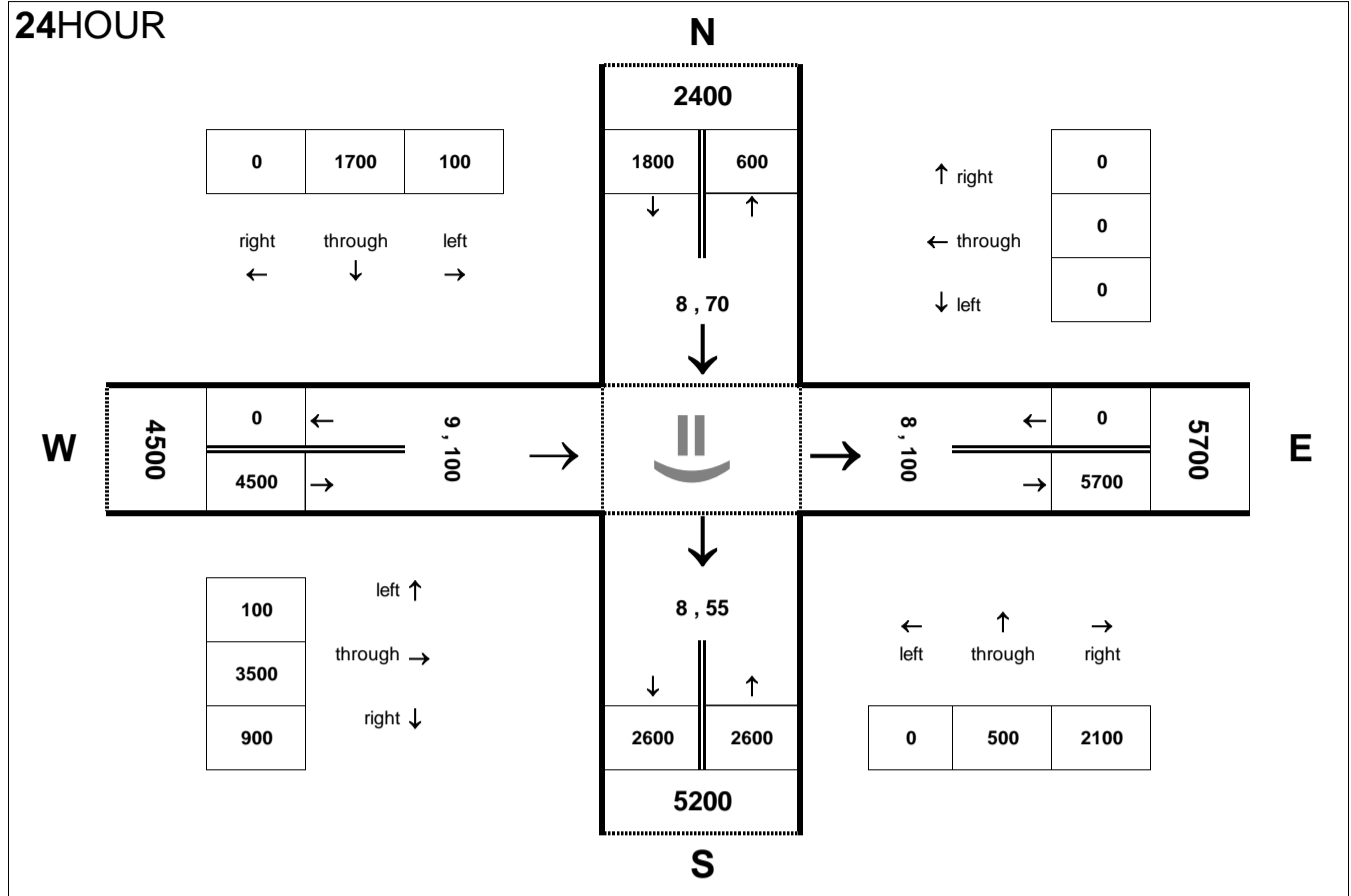 24HOUR
N
2400
1800 600
↓ ↑
0 1700 100
right through left
← ↓ →
↑ right 0
← through 0
↓ left 0
8 , 70
↓
W
4500
0 ←
4500 →
9 , 100
→
=)
→
8 , 100
← 0
→ 5700
5700
E
↓
8 , 55
↓ ↑
2600 2600
5200
S
100 left ↑
3500 through →
900 right ↓
← ↑ →
left through right
0 500 2100